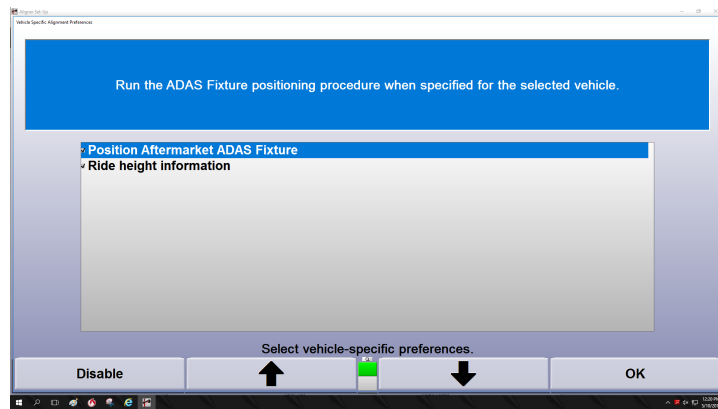 Aligner Set-Up
Vehicle Specific Alignment Preferences
Run the ADAS Fixture positioning procedure when specified for the selected vehicle.
Position Aftermarket ADAS Fixture
Ride height information
Select vehicle-specific preferences.
Disable
OK